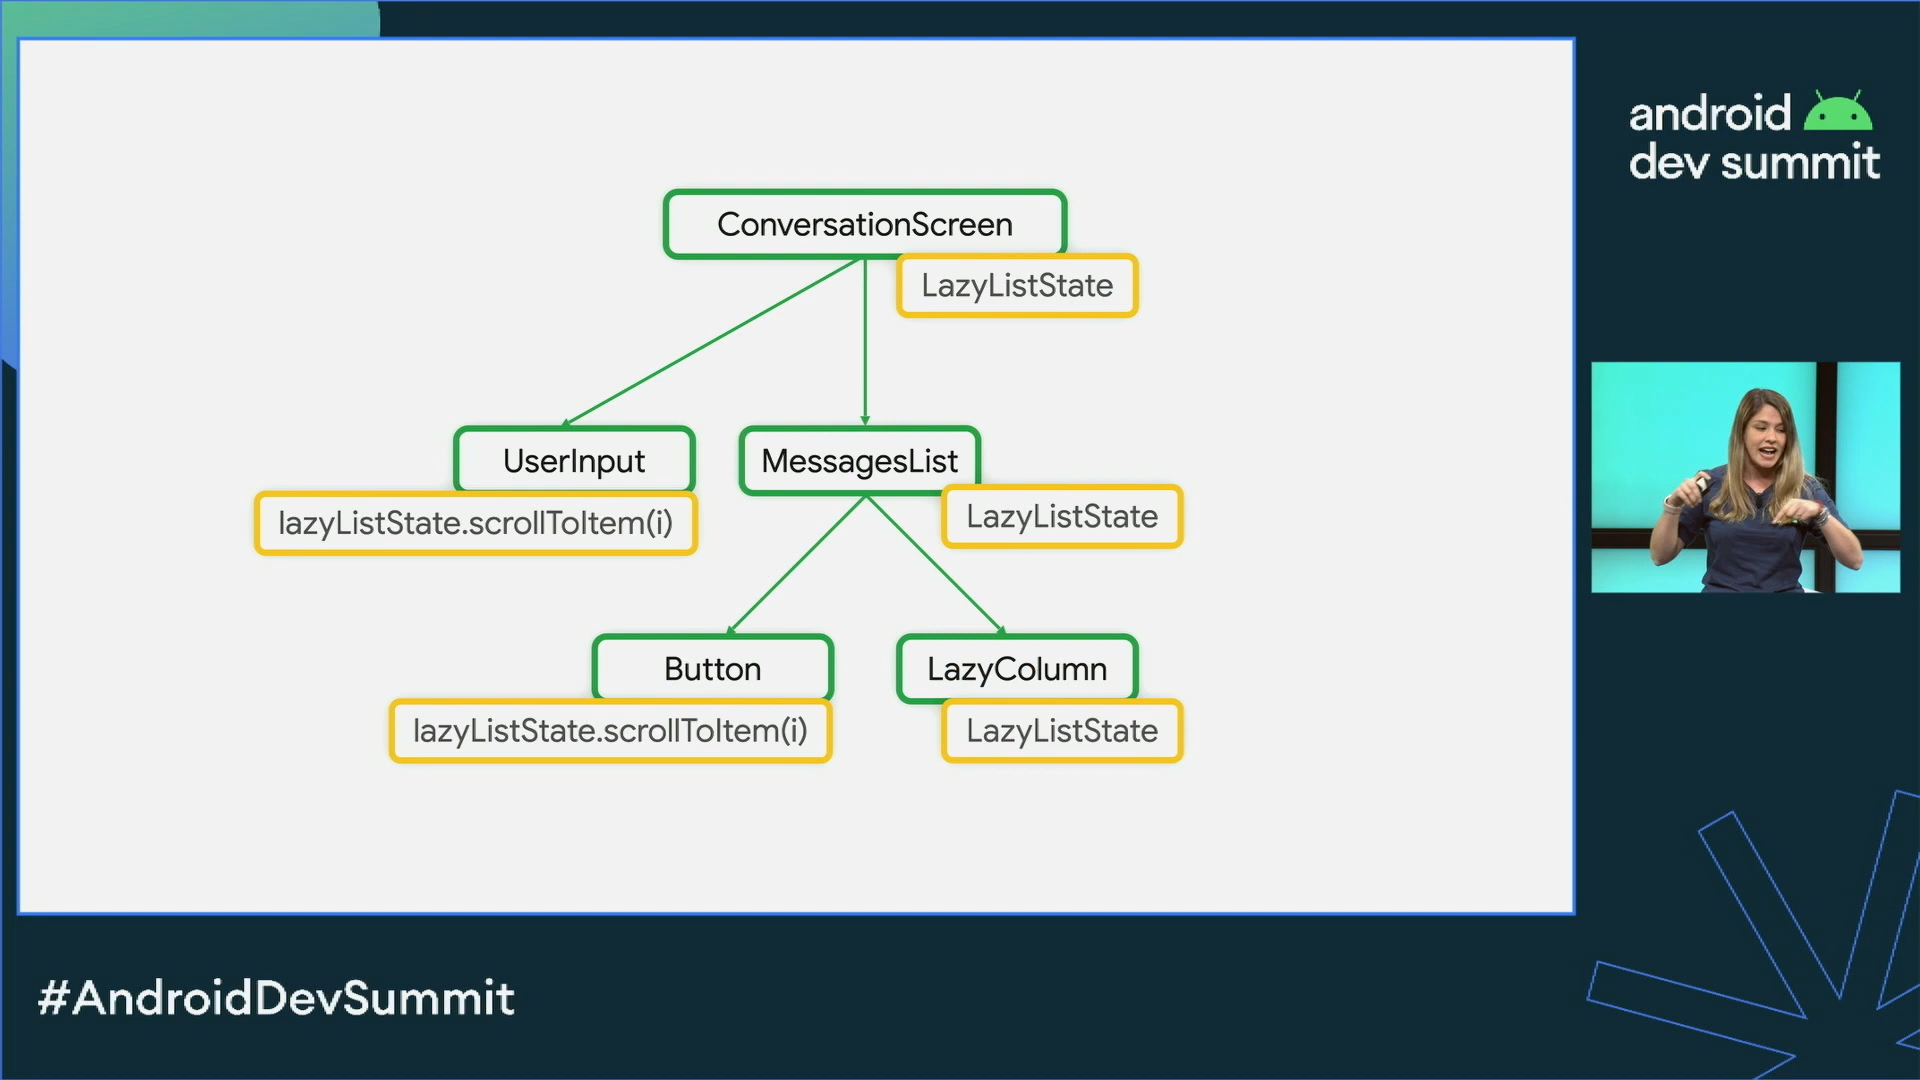 android
dev summit
ConversationScreen
LazyListState
UserInput
MessagesList
lazyListState.scrollToItem(i)
LazyListState
Button
LazyColumn
lazyListState.scrollToItem(i)
LazyListState
#AndroidDevSummit